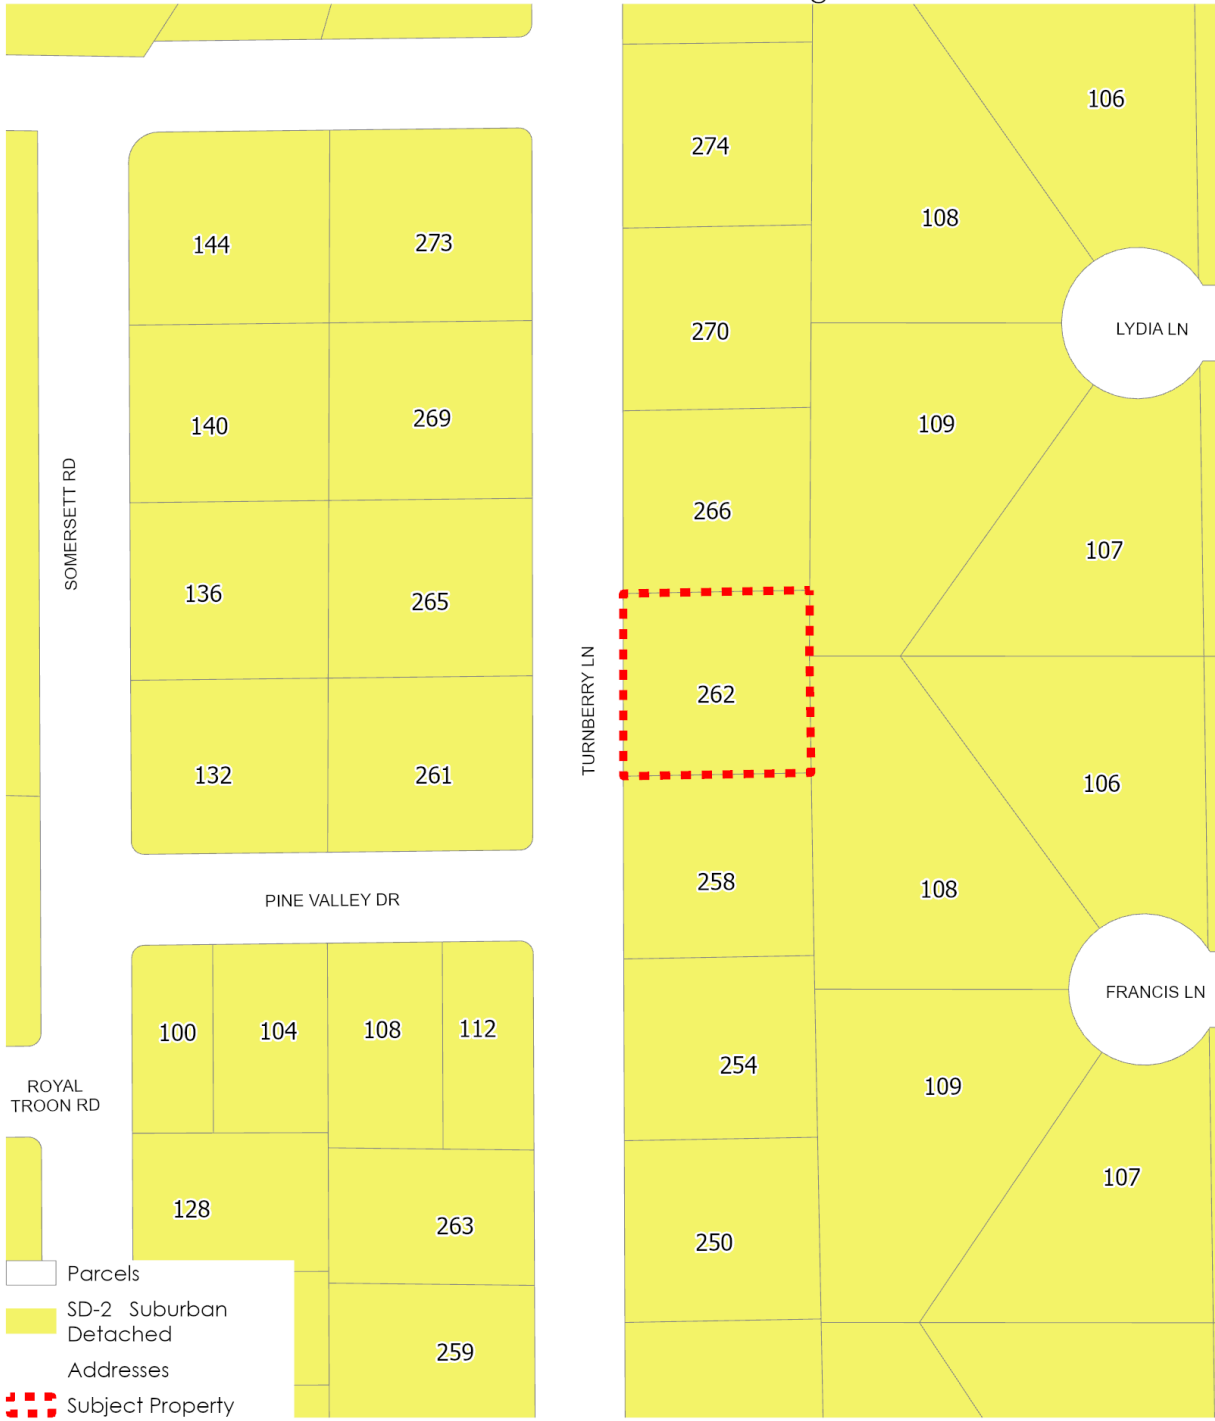 106
274
108
144
273
270
LYDIA LN
140
269
109
266
SOMERSETT RD
107
136
265
262
TURNBERRY LN
132
261
106
258
108
PINE VALLEY DR
FRANCIS LN
100
104
108
112
254
109
ROYAL
TROON RD
107
128
263
250
Parcels
SD-2 Suburban
Detached
259
Addresses
Subject Property